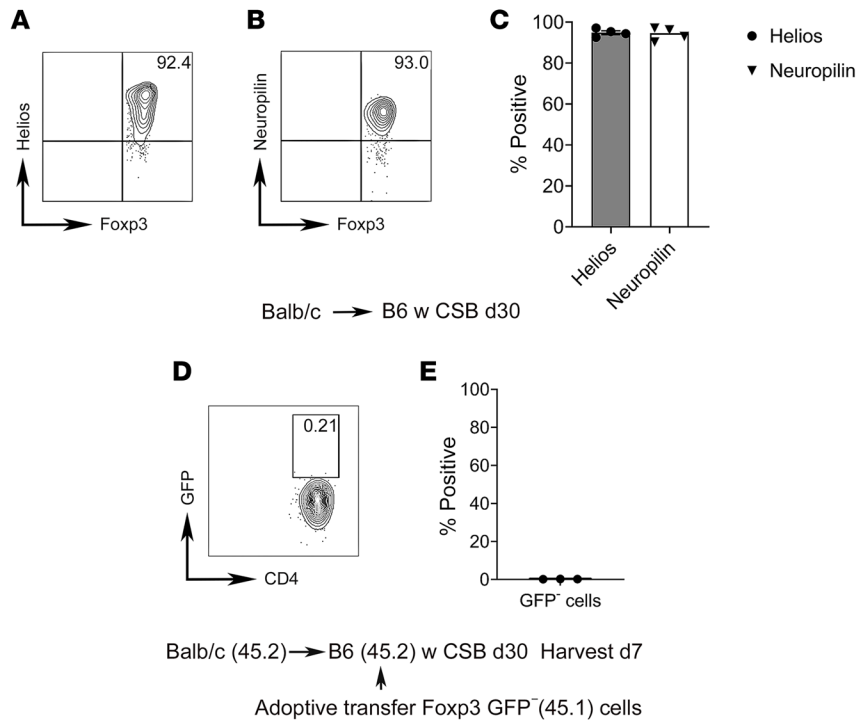 A
92.4
Helios
Foxp3
B
93.0
Neuropilin
Foxp3
C
100
80
60
40
20
0
% Positive
Helios
Neuropilin
Helios
Neuropilin
Balb/c → B6 w CSB d30
D
0.21
GFP
CD4
E
100
80
60
40
20
0
% Positive
GFP⁻ cells
Balb/c (45.2) → B6 (45.2) w CSB d30 Harvest d7
Adoptive transfer Foxp3 GFP⁻(45.1) cells